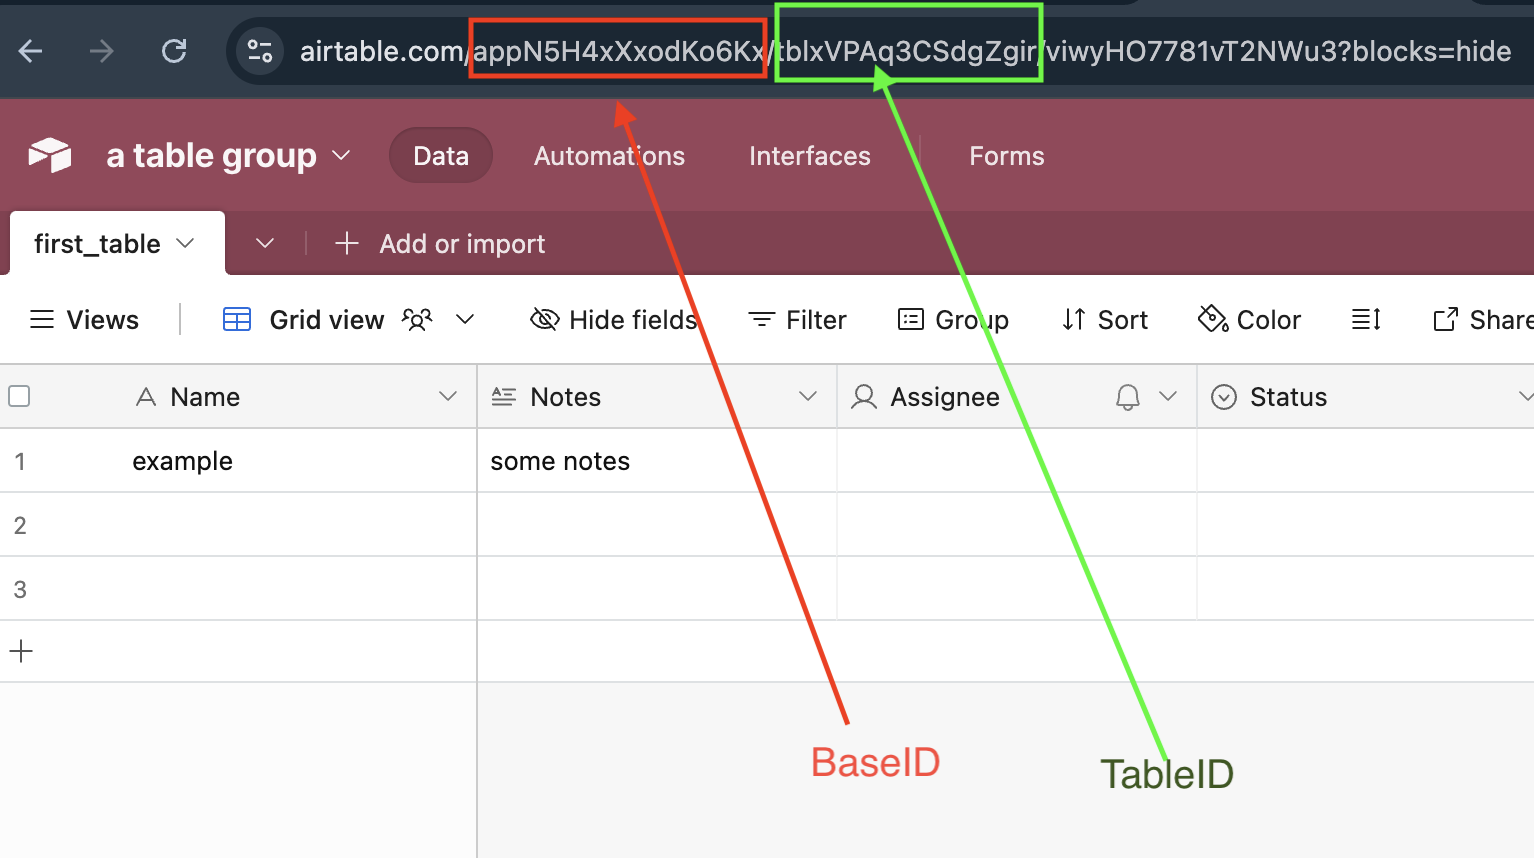 airtable.com/appN5H4xXxodKo6Kx/tblxVPAq3CSdgZgir/viwyHO7781vT2NWu3?blocks=hide
a table group Data Automations Interfaces Forms
first_table Add or import
Views Grid view Hide fields Filter Group Sort Color Share
Name Notes Assignee Status
1 example some notes
2
3
BaseID
TableID